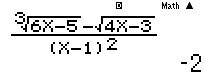 D Math ▲
³√6X-5 - √4X-3
(X-1)²
-2